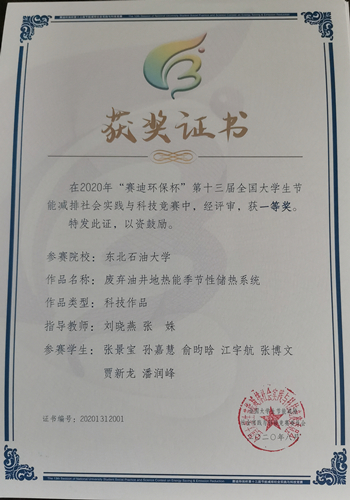 获奖证书
在2020年“赛迪环保杯”第十三届全国大学生节
能减排社会实践与科技竞赛中，经评审，获一等奖。
特发此证，以资鼓励。
参赛院校：东北石油大学
作品名称：废弃油井地热能季节性储热系统
作品类型：科技作品
指导教师：刘晓燕 张 姝
参赛学生：张景宝 孙嘉慧 俞昀晗 江宇航 张博文
贾新龙 潘润峰
证书编号：20201312001